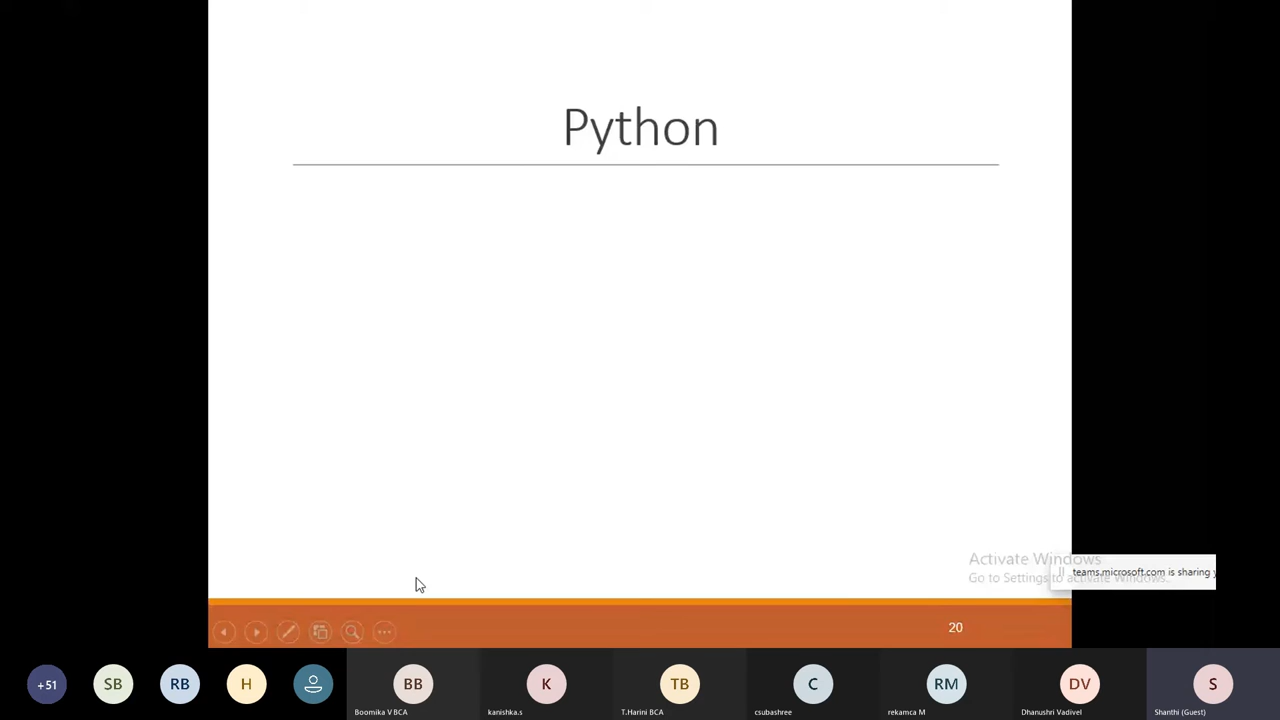 Python
Activate Windows
Go to Settings to activate Windows.
teams.microsoft.com is sharing
20
+51
SB
RB
H
BB
K
TB
C
RM
DV
S
Boomika V BCA
kanishka.s
T.Harini BCA
csubashree
rekamca M
Dhanushri Vadivel
Shanthi (Guest)